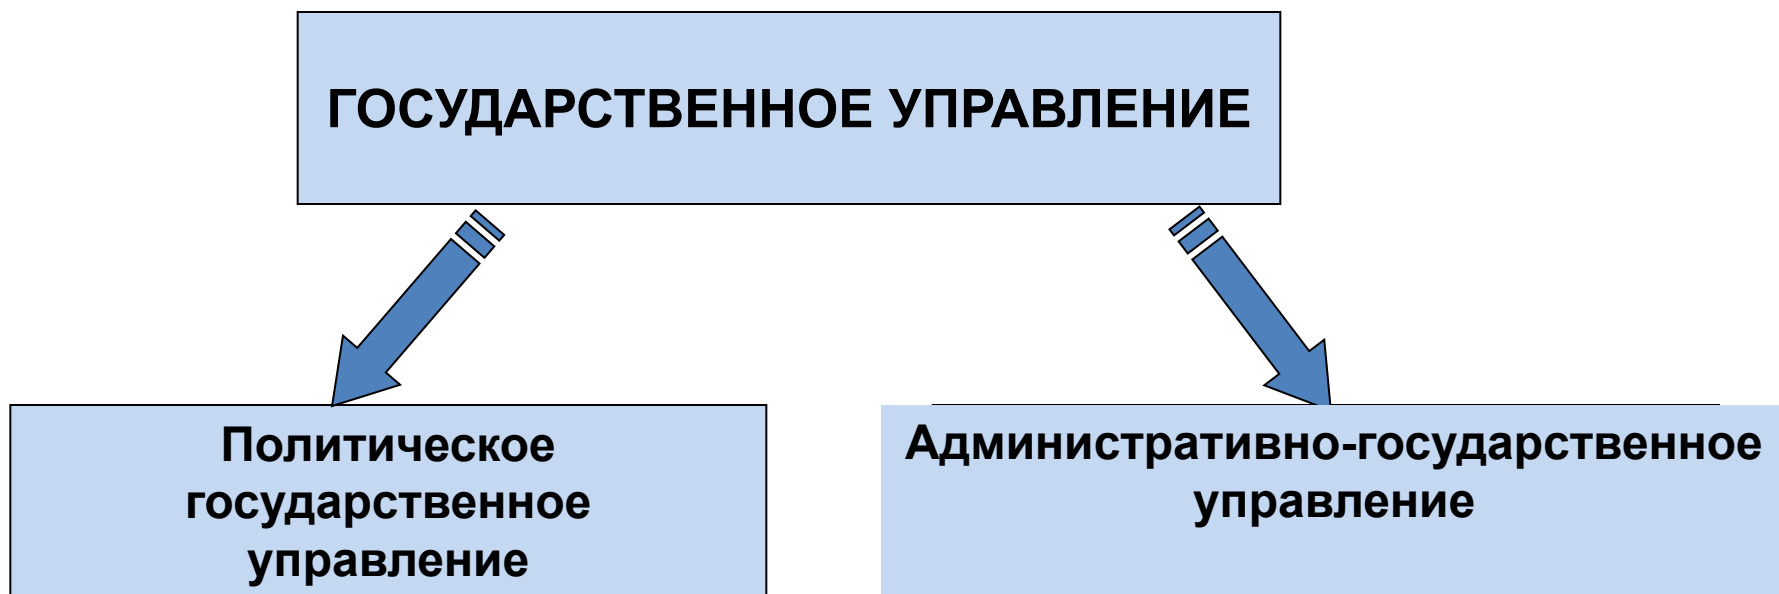 ГОСУДАРСТВЕННОЕ УПРАВЛЕНИЕ
Политическое
государственное
управление
Административно-государственное
управление